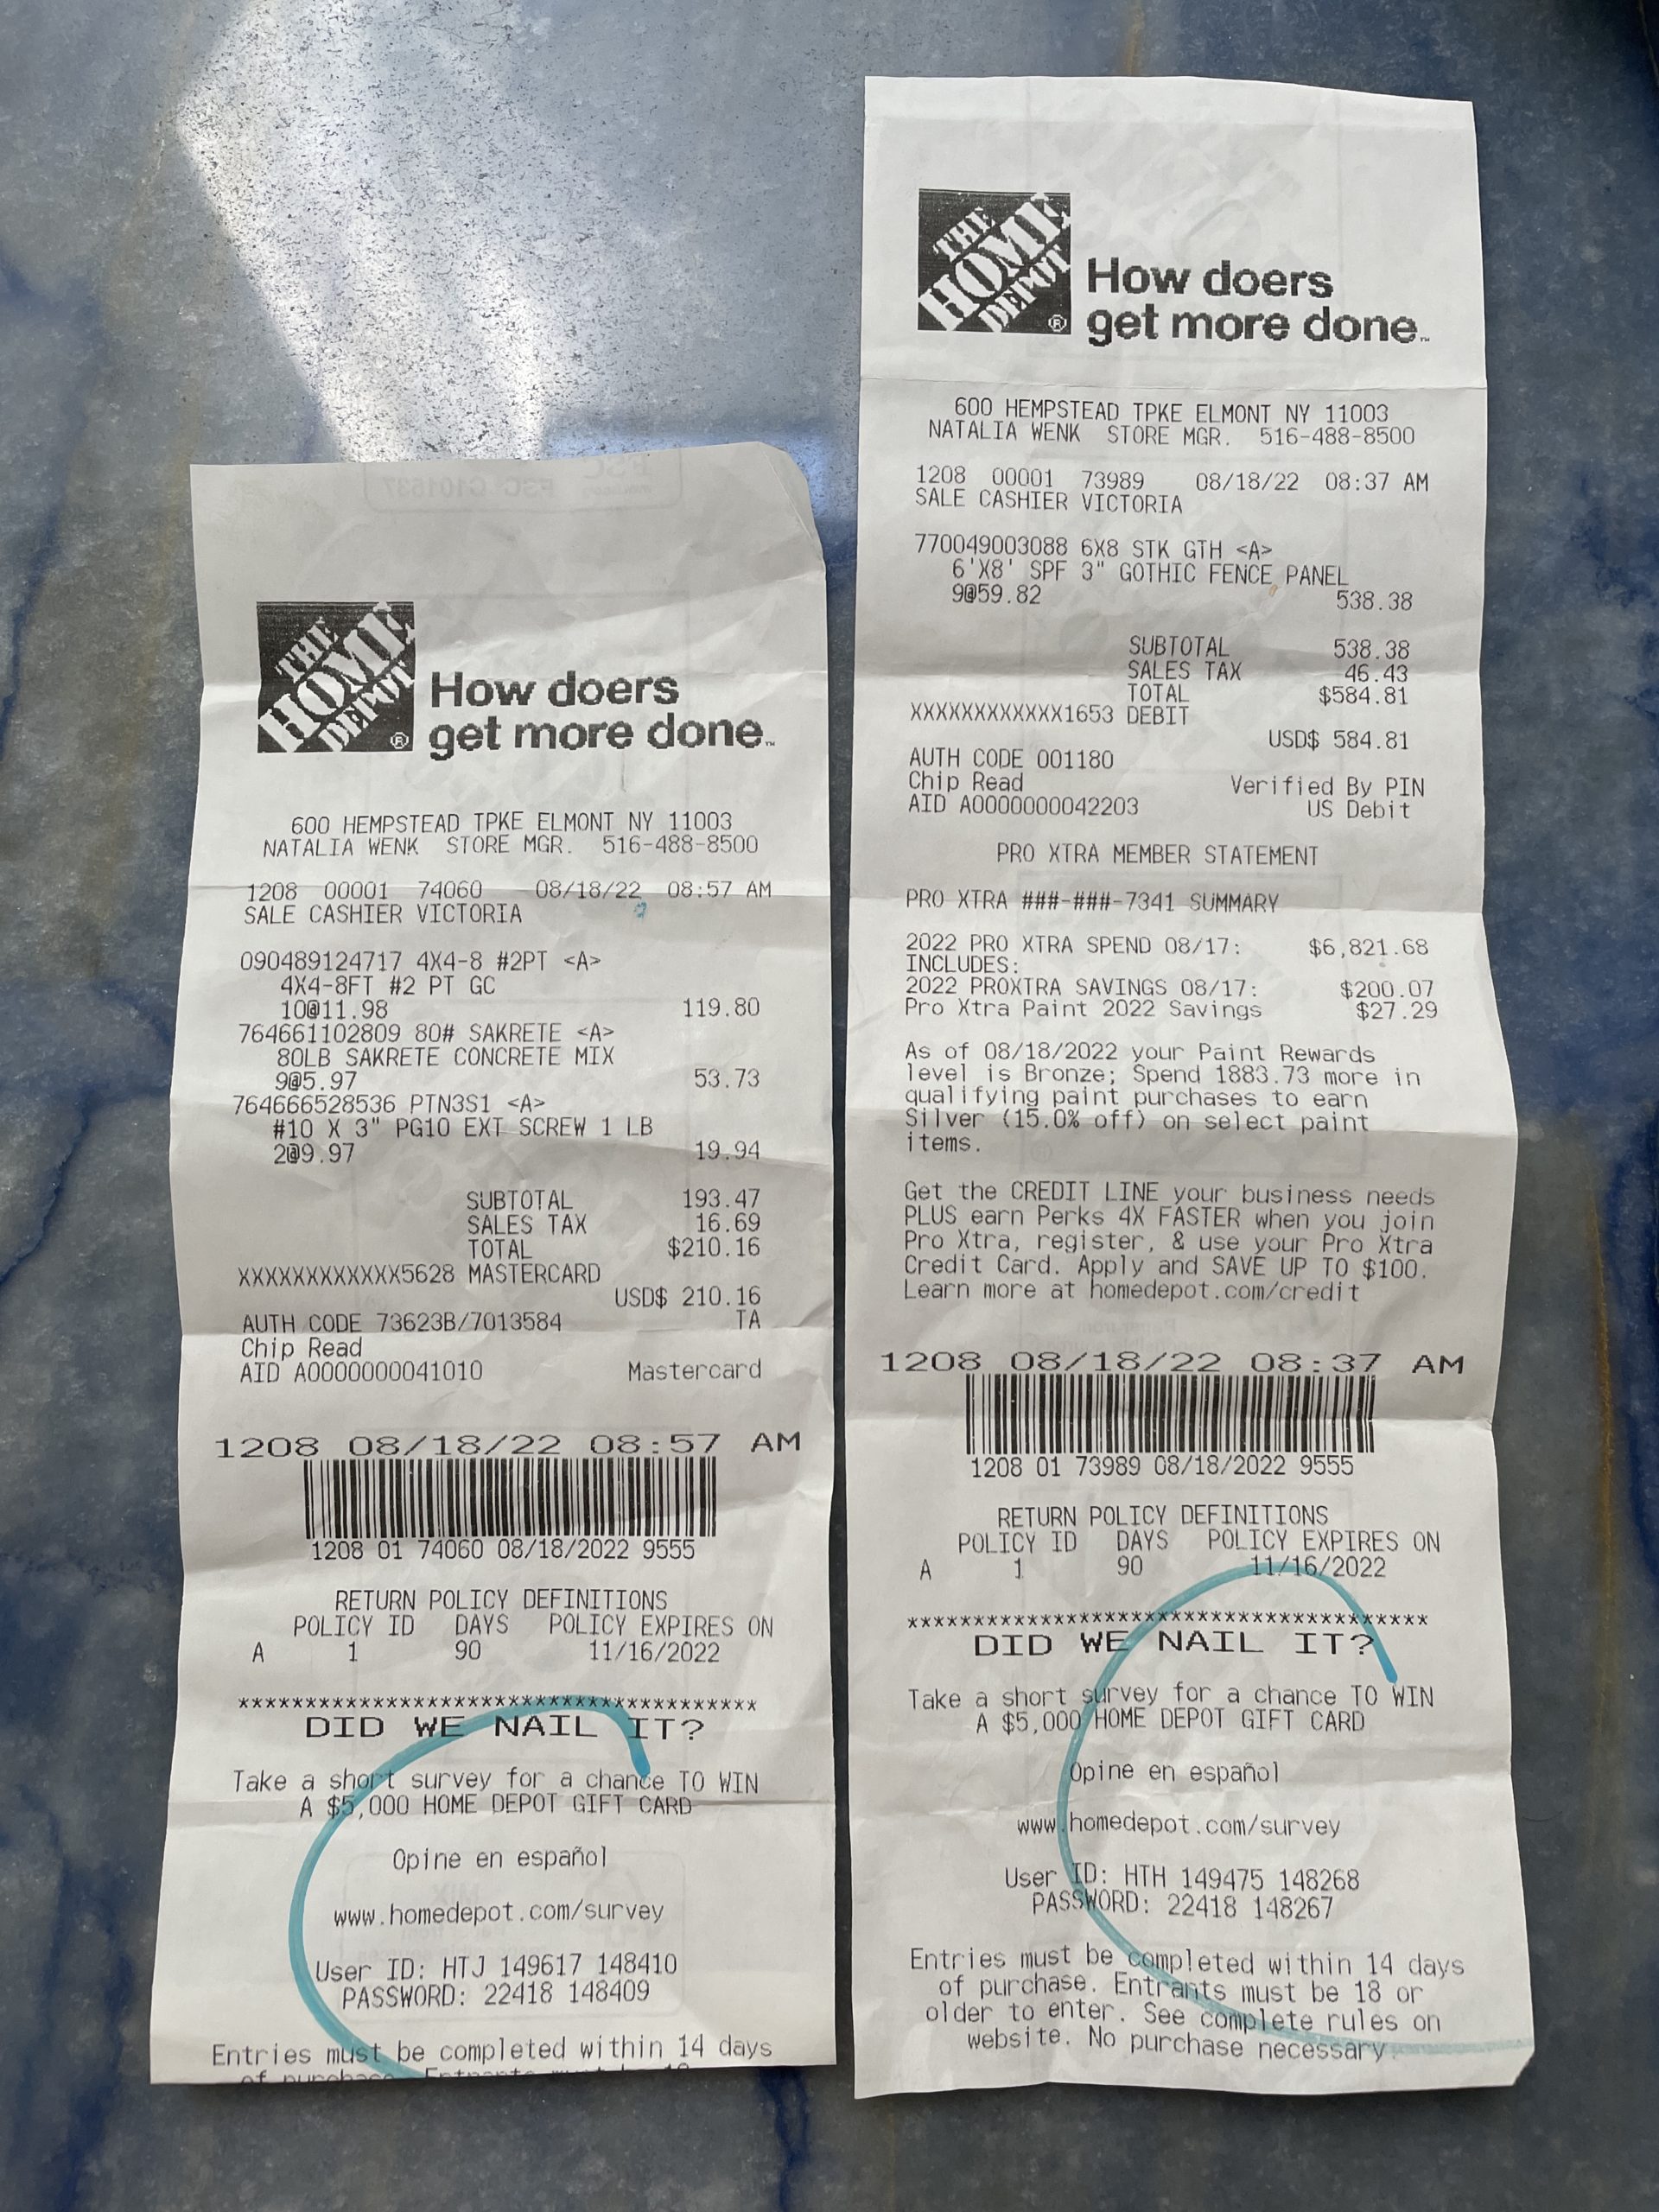 THE
HOME
DEPOT
®
How doers
get more done.™
600 HEMPSTEAD TPKE ELMONT NY 11003
NATALIA WENK STORE MGR. 516-488-8500
1208 00001 74060 08/18/22 08:57 AM
SALE CASHIER VICTORIA
090489124717 4X4-8 #2PT <A>
4X4-8FT #2 PT GC
10@11.98 119.80
764661102809 80# SAKRETE <A>
80LB SAKRETE CONCRETE MIX
9@5.97 53.73
764666528536 PTN3S1 <A>
#10 X 3" PG10 EXT SCREW 1 LB
2@9.97 19.94
SUBTOTAL 193.47
SALES TAX 16.69
TOTAL $210.16
XXXXXXXXXXXX5628 MASTERCARD
USD$ 210.16
AUTH CODE 73623B/7013584 TA
Chip Read
AID A0000000041010 Mastercard
1208 08/18/22 08:57 AM
1208 01 74060 08/18/2022 9555
RETURN POLICY DEFINITIONS
POLICY ID DAYS POLICY EXPIRES ON
A 1 90 11/16/2022
***************************************
DID WE NAIL IT?
Take a short survey for a chance TO WIN
A $5,000 HOME DEPOT GIFT CARD
Opine en español
www.homedepot.com/survey
User ID: HTJ 149617 148410
PASSWORD: 22418 148409
Entries must be completed within 14 days
of purchase. Entrants must be 18
THE
HOME
DEPOT
®
How doers
get more done.™
600 HEMPSTEAD TPKE ELMONT NY 11003
NATALIA WENK STORE MGR. 516-488-8500
1208 00001 73989 08/18/22 08:37 AM
SALE CASHIER VICTORIA
770049003088 6X8 STK GTH <A>
6'X8' SPF 3" GOTHIC FENCE PANEL
9@59.82 538.38
SUBTOTAL 538.38
SALES TAX 46.43
TOTAL $584.81
XXXXXXXXXXXX1653 DEBIT
USD$ 584.81
AUTH CODE 001180
Chip Read Verified By PIN
AID A0000000042203 US Debit
PRO XTRA MEMBER STATEMENT
PRO XTRA ###-###-7341 SUMMARY
2022 PRO XTRA SPEND 08/17: $6,821.68
INCLUDES:
2022 PROXTRA SAVINGS 08/17: $200.07
Pro Xtra Paint 2022 Savings $27.29
As of 08/18/2022 your Paint Rewards
level is Bronze; Spend 1883.73 more in
qualifying paint purchases to earn
Silver (15.0% off) on select paint
items.
Get the CREDIT LINE your business needs
PLUS earn Perks 4X FASTER when you join
Pro Xtra, register, & use your Pro Xtra
Credit Card. Apply and SAVE UP TO $100.
Learn more at homedepot.com/credit
1208 08/18/22 08:37 AM
1208 01 73989 08/18/2022 9555
RETURN POLICY DEFINITIONS
POLICY ID DAYS POLICY EXPIRES ON
A 1 90 11/16/2022
***************************************
DID WE NAIL IT?
Take a short survey for a chance TO WIN
A $5,000 HOME DEPOT GIFT CARD
Opine en español
www.homedepot.com/survey
User ID: HTH 149475 148268
PASSWORD: 22418 148267
Entries must be completed within 14 days
of purchase. Entrants must be 18 or
older to enter. See complete rules on
website. No purchase necessary.